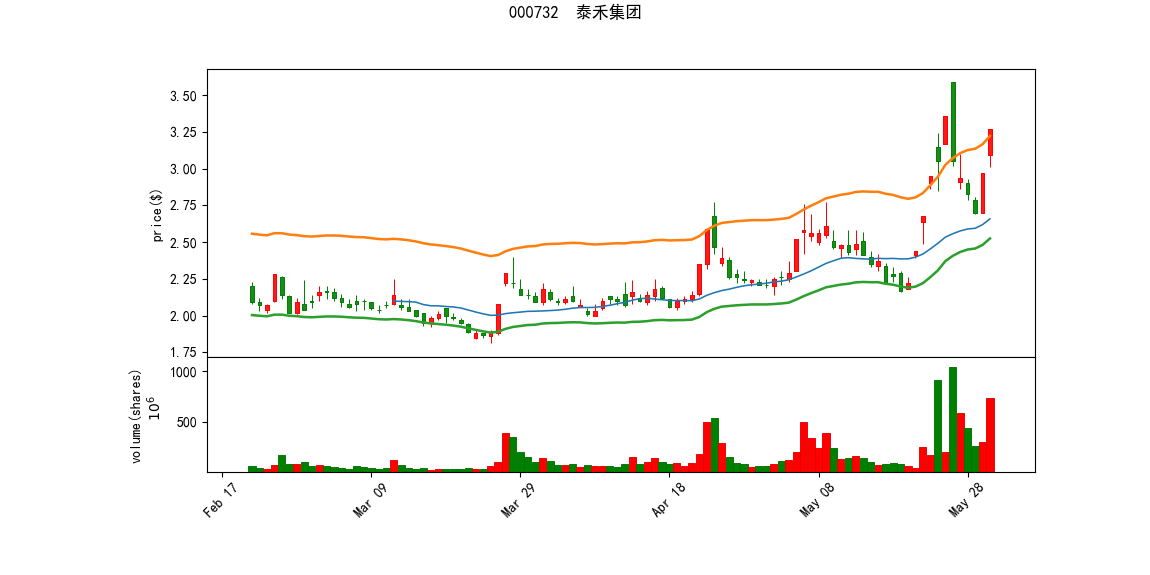 000732 泰禾集团
price($)
3.50
3.25
3.00
2.75
2.50
2.25
2.00
1.75
volume(shares)
10^6
1000
500
Feb 17
Mar 09
Mar 29
Apr 18
May 08
May 28